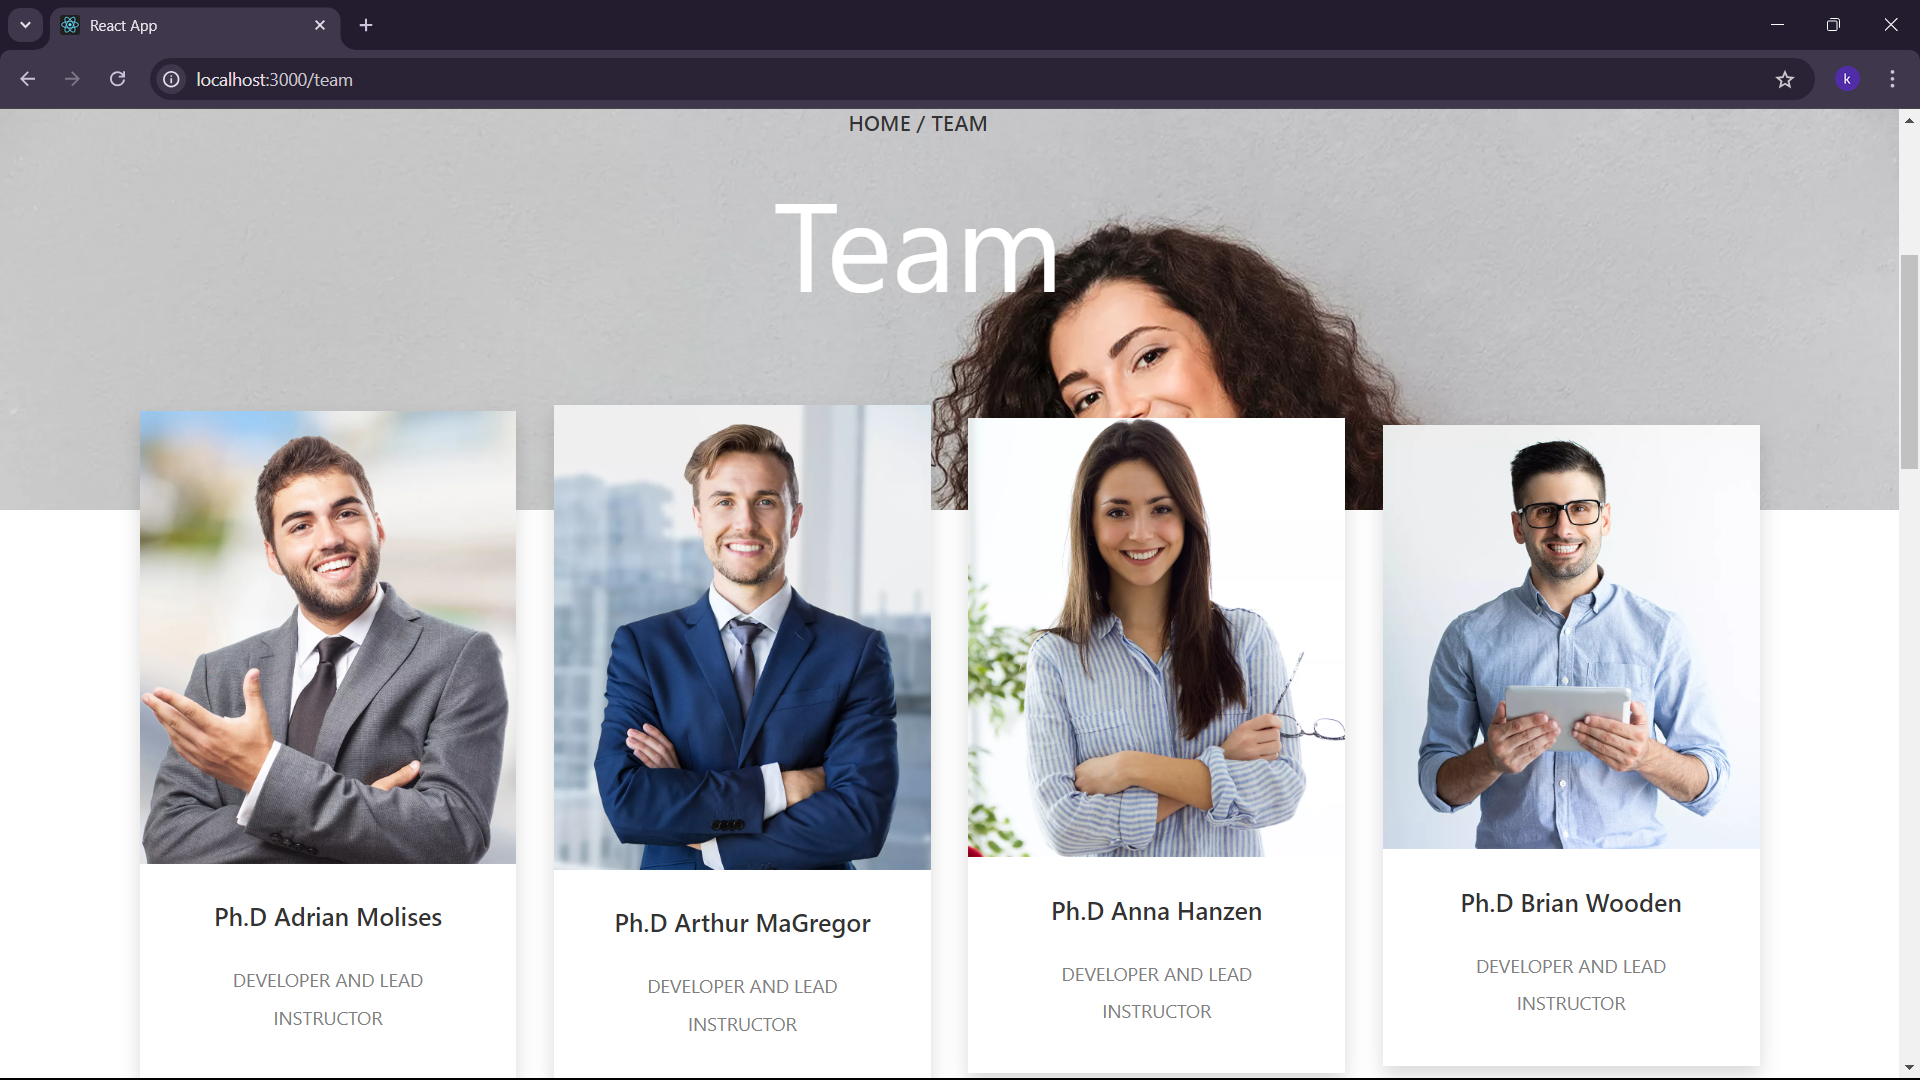 React App
localhost:3000/team
k
HOME / TEAM
Team
Ph.D Adrian Molises
DEVELOPER AND LEAD
INSTRUCTOR
Ph.D Arthur MaGregor
DEVELOPER AND LEAD
INSTRUCTOR
Ph.D Anna Hanzen
DEVELOPER AND LEAD
INSTRUCTOR
Ph.D Brian Wooden
DEVELOPER AND LEAD
INSTRUCTOR